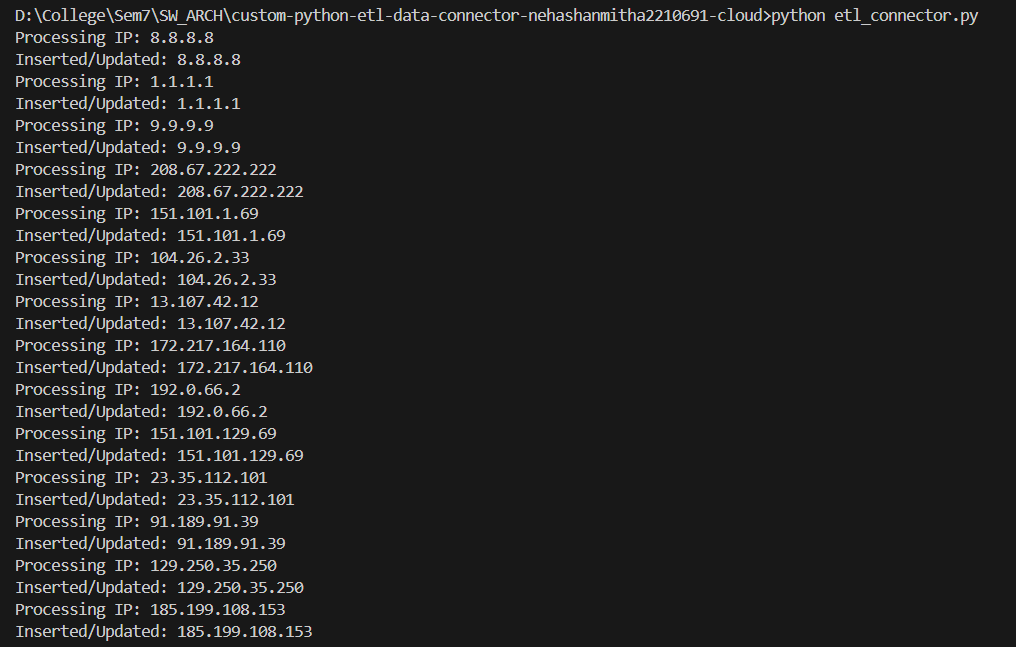 D:\College\Sem7\SW_ARCH\custom-python-etl-data-connector-nehashanmitha2210691-cloud>python etl_connector.py
Processing IP: 8.8.8.8
Inserted/Updated: 8.8.8.8
Processing IP: 1.1.1.1
Inserted/Updated: 1.1.1.1
Processing IP: 9.9.9.9
Inserted/Updated: 9.9.9.9
Processing IP: 208.67.222.222
Inserted/Updated: 208.67.222.222
Processing IP: 151.101.1.69
Inserted/Updated: 151.101.1.69
Processing IP: 104.26.2.33
Inserted/Updated: 104.26.2.33
Processing IP: 13.107.42.12
Inserted/Updated: 13.107.42.12
Processing IP: 172.217.164.110
Inserted/Updated: 172.217.164.110
Processing IP: 192.0.66.2
Inserted/Updated: 192.0.66.2
Processing IP: 151.101.129.69
Inserted/Updated: 151.101.129.69
Processing IP: 23.35.112.101
Inserted/Updated: 23.35.112.101
Processing IP: 91.189.91.39
Inserted/Updated: 91.189.91.39
Processing IP: 129.250.35.250
Inserted/Updated: 129.250.35.250
Processing IP: 185.199.108.153
Inserted/Updated: 185.199.108.153